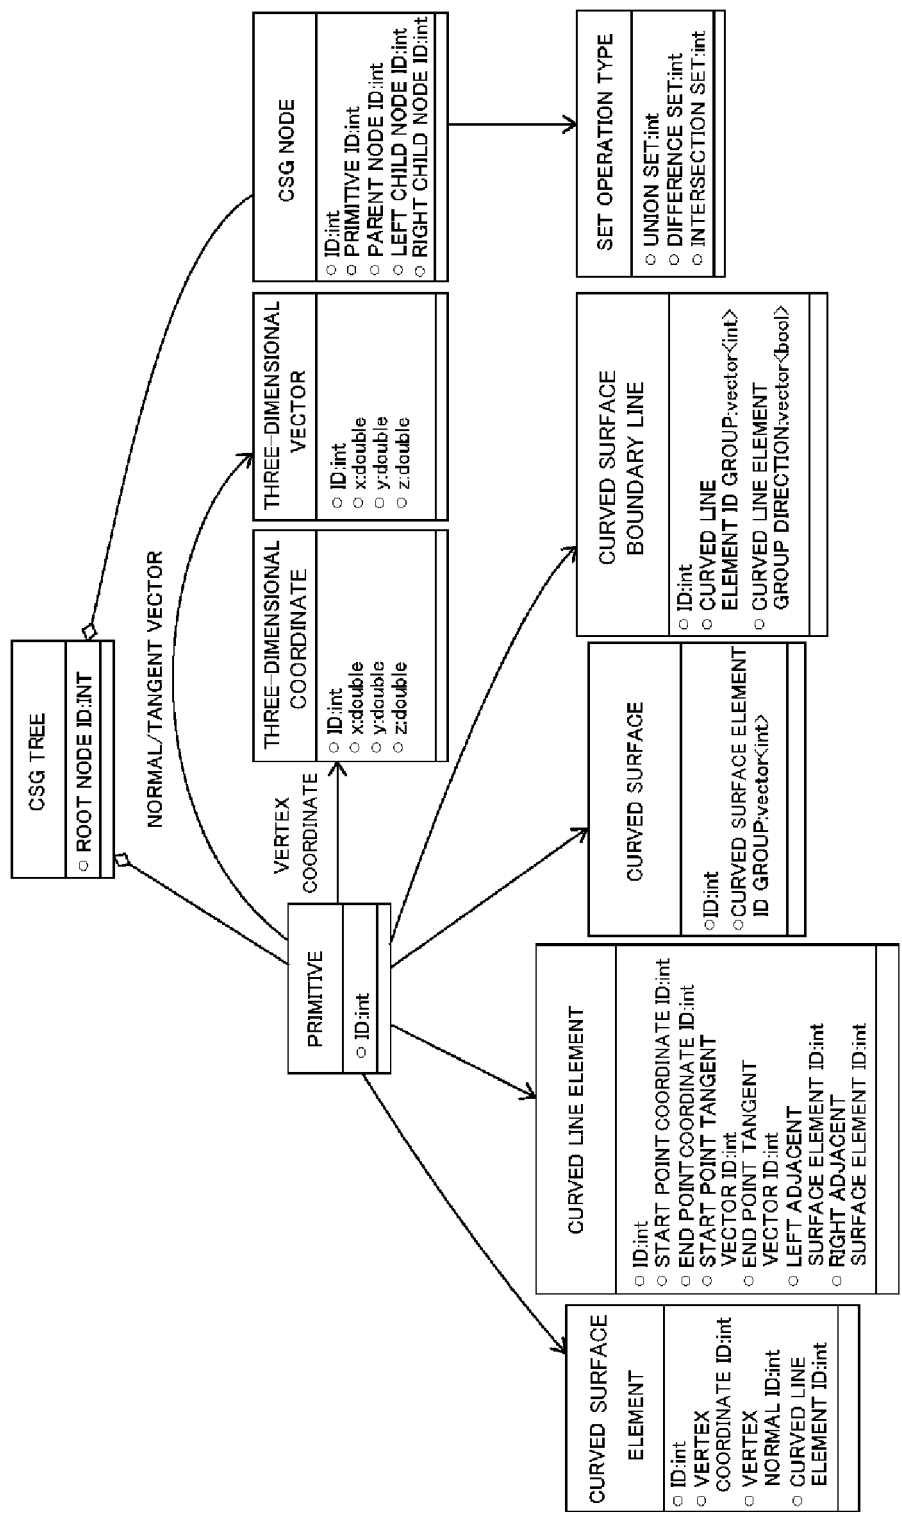 CSG TREE
○ ROOT NODE ID:INT
NORMAL/TANGENT VECTOR
PRIMITIVE
○ ID:int
VERTEX
COORDINATE
THREE-DIMENSIONAL
COORDINATE
○ ID:int
○ x:double
○ y:double
○ z:double
THREE-DIMENSIONAL
VECTOR
○ ID:int
○ x:double
○ y:double
○ z:double
CSG NODE
○ ID:int
○ PRIMITIVE ID:int
○ PARENT NODE ID:int
○ LEFT CHILD NODE ID:int
○ RIGHT CHILD NODE ID:int
CURVED SURFACE
ELEMENT
○ ID:int
○ VERTEX
COORDINATE ID:int
○ VERTEX
NORMAL ID:int
○ CURVED LINE
ELEMENT ID:int
CURVED LINE ELEMENT
○ ID:int
○ START POINT COORDINATE ID:int
○ END POINT COORDINATE ID:int
○ START POINT TANGENT
VECTOR ID:int
○ END POINT TANGENT
VECTOR ID:int
○ LEFT ADJACENT
SURFACE ELEMENT ID:int
○ RIGHT ADJACENT
SURFACE ELEMENT ID:int
CURVED SURFACE
○ID:int
○CURVED SURFACE ELEMENT
ID GROUP:vector<int>
CURVED SURFACE
BOUNDARY LINE
○ ID:int
○ CURVED LINE
ELEMENT ID GROUP:vector<int>
○ CURVED LINE ELEMENT
GROUP DIRECTION:vector<bool>
SET OPERATION TYPE
○ UNION SET:int
○ DIFFERENCE SET:int
○ INTERSECTION SET:int